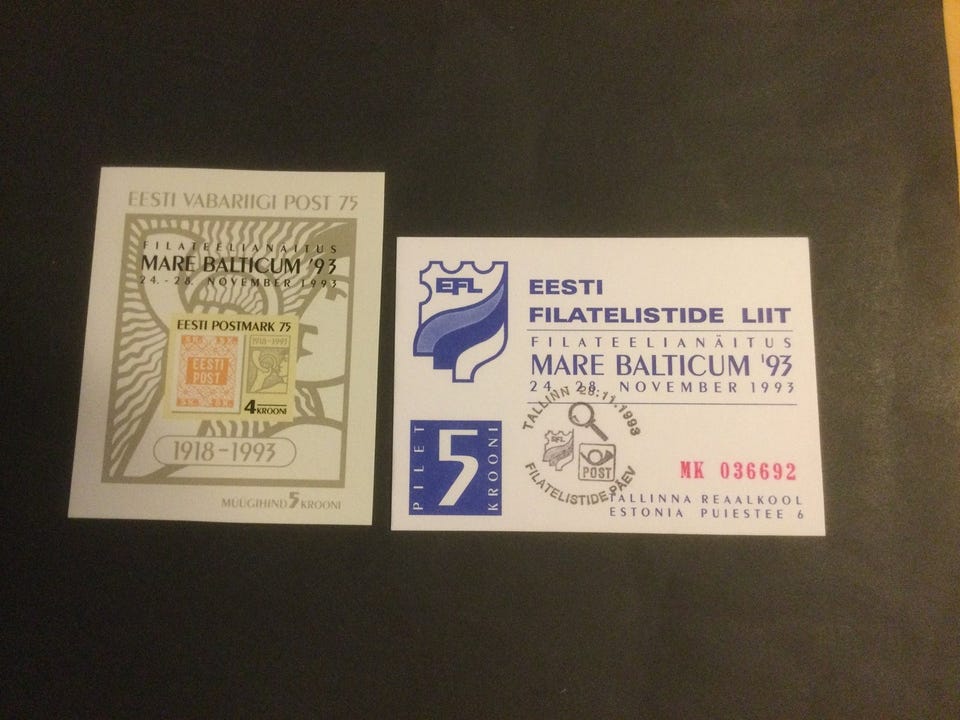 EESTI VABARIIGI POST 75
FILATEELIANÄITUS
MARE BALTICUM '93
24.-28. NOVEMBER 1993
EESTI POSTMARK 75
1918-1993
EESTI
POST
4 KROONI
1918-1993
MÜÜGIHIND 5 KROONI
EFL
EESTI
FILATELISTIDE LIIT
FILATEELIANÄITUS
MARE BALTICUM '93
24.-28. NOVEMBER 1993
TALLINN 28.11.1993
EFL
POST
FILATELISTIDE PÄEV
PILET
5
KROONI
MK 036692
TALLINNA REAALKOOL
ESTONIA PUIESTEE 6